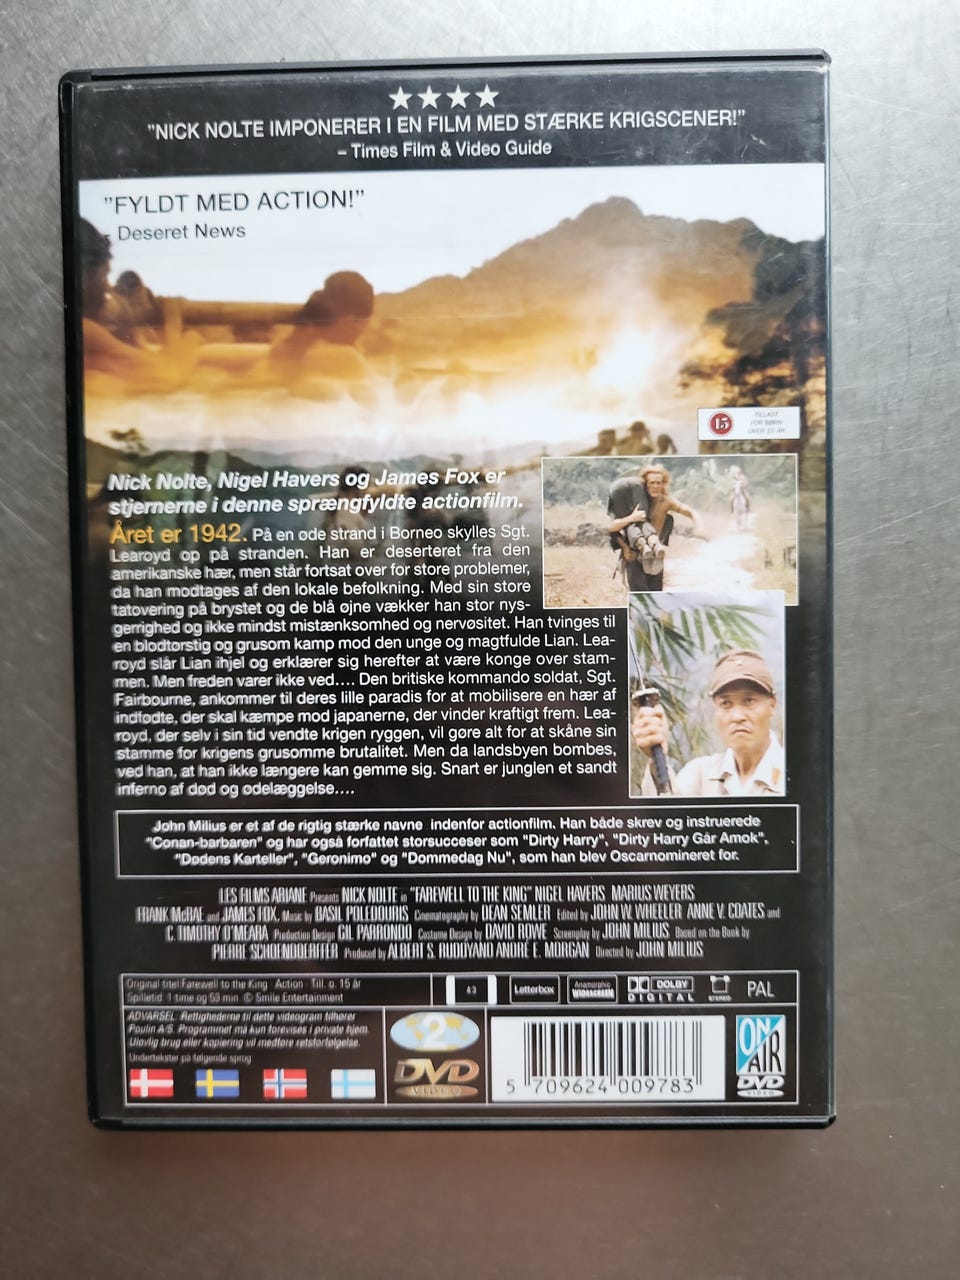 "NICK NOLTE IMPONERER I EN FILM MED STÆRKE KRIGSCENER!"
– Times Film & Video Guide
"FYLDT MED ACTION!"
- Deseret News
15
TILLADT
FOR BØRN
OVER 15 ÅR
Nick Nolte, Nigel Havers og James Fox er
stjernerne i denne sprængfyldte actionfilm.
Året er 1942. På en øde strand i Borneo skylles Sgt.
Learoyd op på stranden. Han er deserteret fra den
amerikanske hær, men står fortsat over for store problemer,
da han modtages af den lokale befolkning. Med sin store
tatovering på brystet og de blå øjne vækker han stor nys-
gerrighed og ikke mindst mistænksomhed og nervøsitet. Han tvinges til
en blodtørstig og grusom kamp mod den unge og magtfulde Lian. Lea-
royd slår Lian ihjel og erklærer sig herefter at være konge over stam-
men. Men freden varer ikke ved.... Den britiske kommando soldat, Sgt.
Fairbourne, ankommer til deres lille paradis for at mobilisere en hær af
indfødte, der skal kæmpe mod japanerne, der vinder kraftigt frem. Lea-
royd, der selv i sin tid vendte krigen ryggen, vil gøre alt for at skåne sin
stamme for krigens grusomme brutalitet. Men da landsbyen bombes,
ved han, at han ikke længere kan gemme sig. Snart er junglen et sandt
inferno af død og ødelæggelse....
John Milius er et af de rigtig stærke navne indenfor actionfilm. Han både skrev og instruerede
"Conan-barbaren" og har også forfattet storsucceser som "Dirty Harry", "Dirty Harry Går Amok",
"Dødens Karteller", "Geronimo" og "Dommedag Nu", som han blev Oscarnomineret for.
LES FILMS ARIANE Presents NICK NOLTE in "FAREWELL TO THE KING" NIGEL HAVERS MARIUS WEYERS
FRANK McRAE and JAMES FOX. Music by BASIL POLEDOURIS Cinematography by DEAN SEMLER Edited by JOHN W. WHEELER ANNE V. COATES and
C. TIMOTHY O'MEARA Production Design GIL PARRONDO Costume Design by DAVID ROWE Screenplay by JOHN MILIUS Based on the Book by
PIERRE SCHOENDOERFFER Produced by ALBERT S. RUDDYAND ANDRÉ E. MORGAN Directed by JOHN MILIUS
Original titel:Farewell to the King · Action · Till. o. 15 år
Spilletid: 1 time og 53 min. © Smile Entertainment
4:3
Letterbox
Anamorphic
WIDESCREEN
DOLBY
DIGITAL
STEREO
PAL
ADVARSEL: Rettighederne til dette videogram tilhører
Poulin A/S. Programmet må kun forevises i private hjem.
Ulovlig brug eller kopiering vil medføre retsforfølgelse.
Undertekster på følgende sprog:
2
DVD
VIDEO
5 709624 009783
ON
AIR
DVD
VIDEO